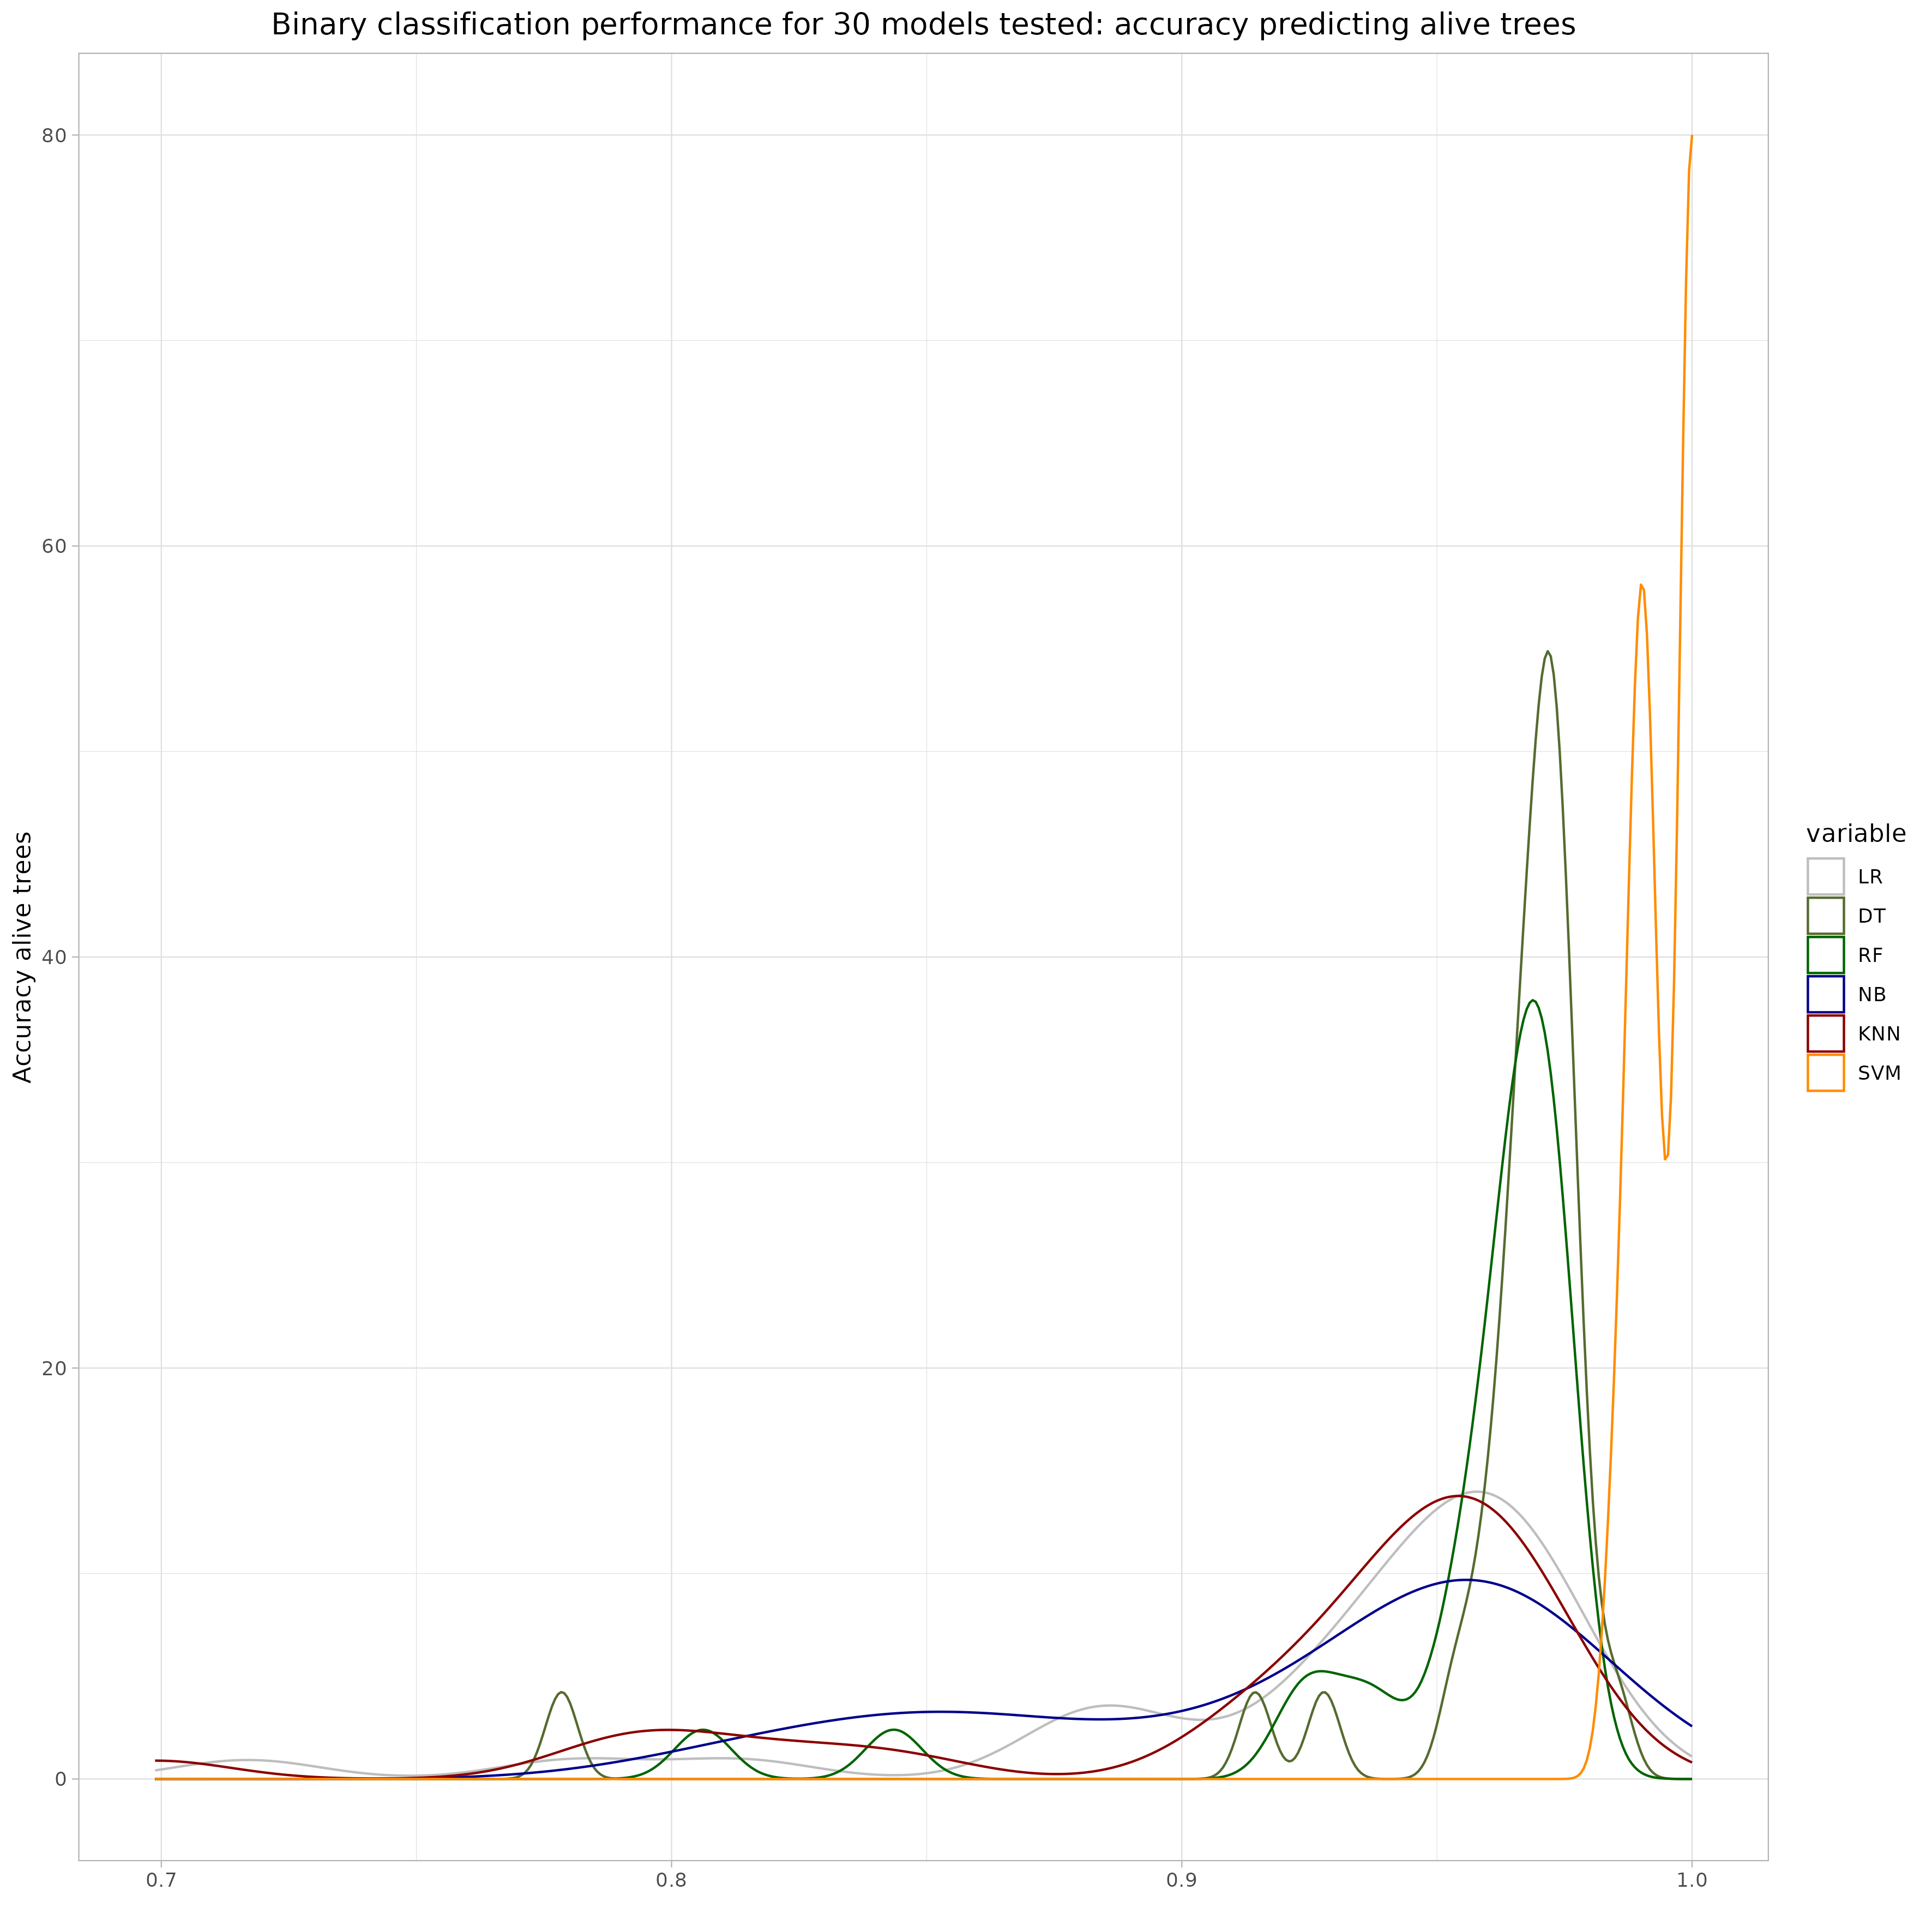 Binary classification performance for 30 models tested: accuracy predicting alive trees
80
60
40
20
0
Accuracy alive trees
0.7
0.8
0.9
1.0
variable
LR
DT
RF
NB
KNN
SVM